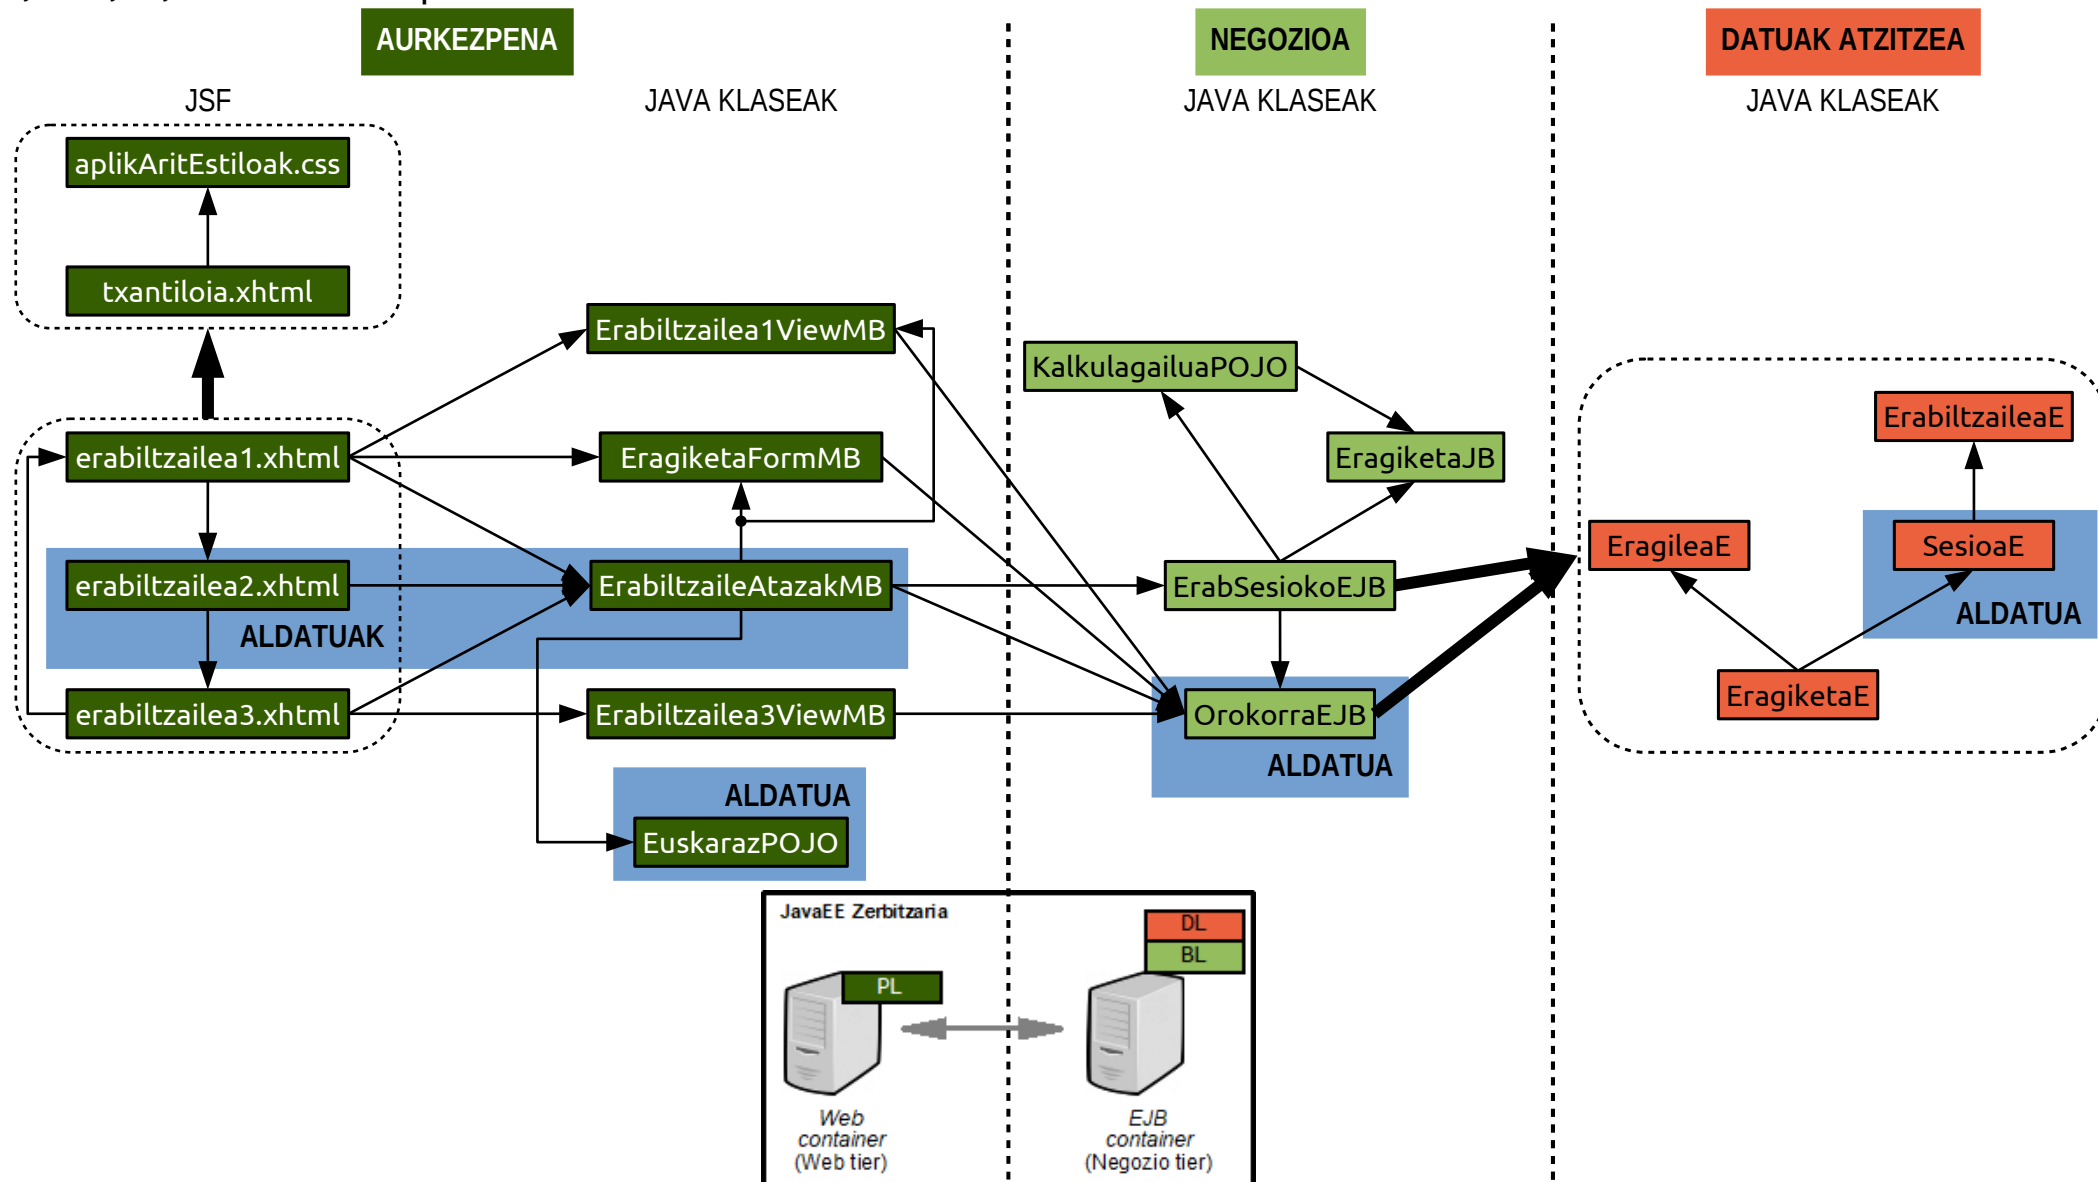 AURKEZPENA
NEGOZIOA
DATUAK ATZITZEA
JSF
JAVA KLASEAK
JAVA KLASEAK
JAVA KLASEAK
aplikAritEstiloak.css
txantiloia.xhtml
Erabiltzailea1ViewMB
KalkulagailuaPOJO
ErabiltzaileaE
erabiltzailea1.xhtml
EragiketaFormMB
EragiketaJB
EragileaE
SesioaE
erabiltzailea2.xhtml
ErabiltzaileAtazakMB
ErabSesiokoEJB
ALDATUA
ALDATUAK
EragiketaE
erabiltzailea3.xhtml
Erabiltzailea3ViewMB
OrokorraEJB
ALDATUA
ALDATUA
EuskarazPOJO
JavaEE Zerbitzaria
DL
BL
PL
Web
container
(Web tier)
EJB
container
(Negozio tier)